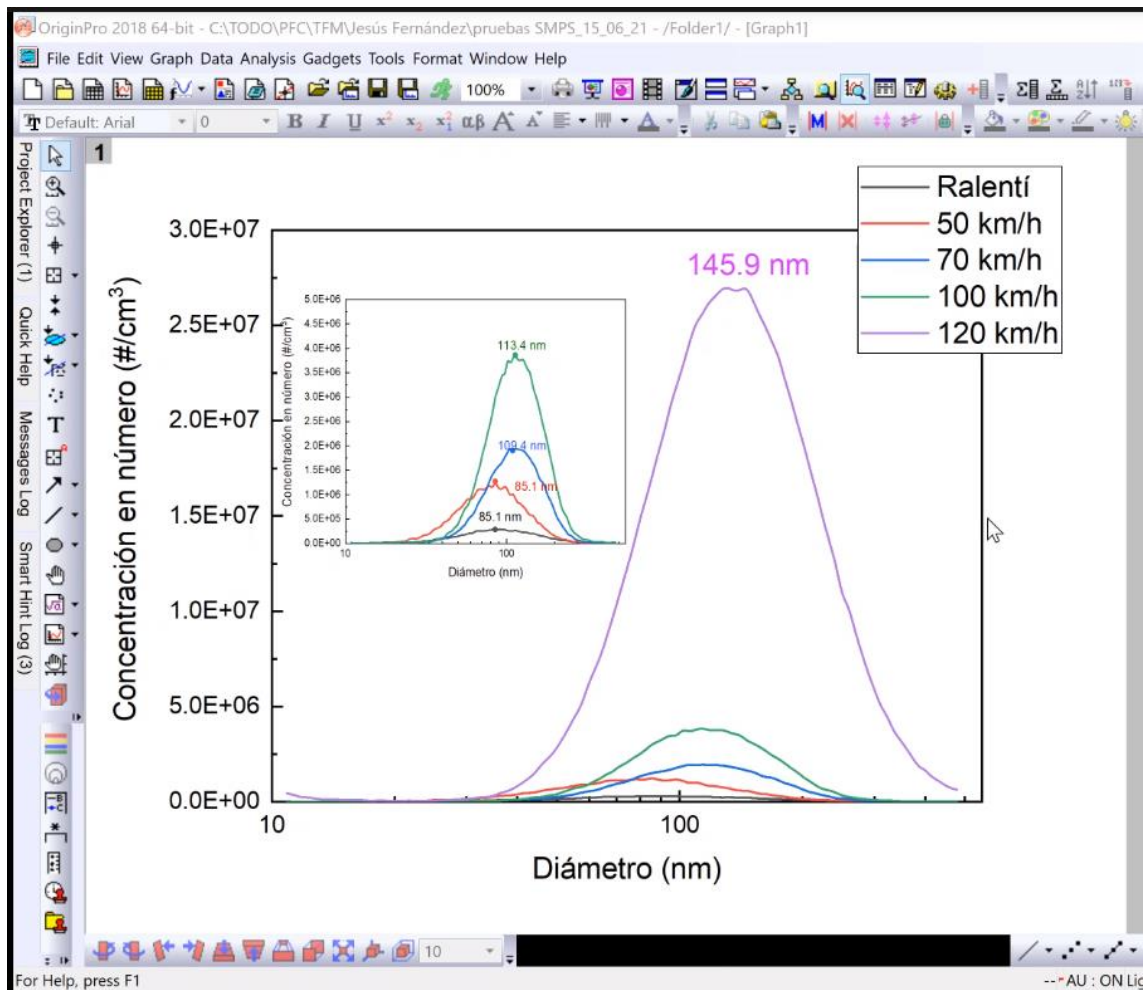 OriginPro 2018 64-bit - C:\TODO\PFC\TFM\Jesús Fernández\pruebas SMPS_15_06_21 - /Folder1/ - [Graph1]
File Edit View Graph Data Analysis Gadgets Tools Format Window Help
100%
Default: Arial
0
B I U x² x₂ αβ A A
Project Explorer (1)
Quick Help
Messages Log
Smart Hint Log (3)
1
Ralentí
50 km/h
70 km/h
100 km/h
120 km/h
145.9 nm
Concentración en número (#/cm³)
3.0E+07
2.5E+07
2.0E+07
1.5E+07
1.0E+07
5.0E+06
0.0E+00
10
100
Diámetro (nm)
Concentración en número (#/cm³)
5.0E+06
4.5E+06
4.0E+06
3.5E+06
3.0E+06
2.5E+06
2.0E+06
1.5E+06
1.0E+06
5.0E+05
0.0E+00
113.4 nm
109.4 nm
85.1 nm
85.1 nm
10
100
Diámetro (nm)
10
For Help, press F1
-- AU : ON Lig